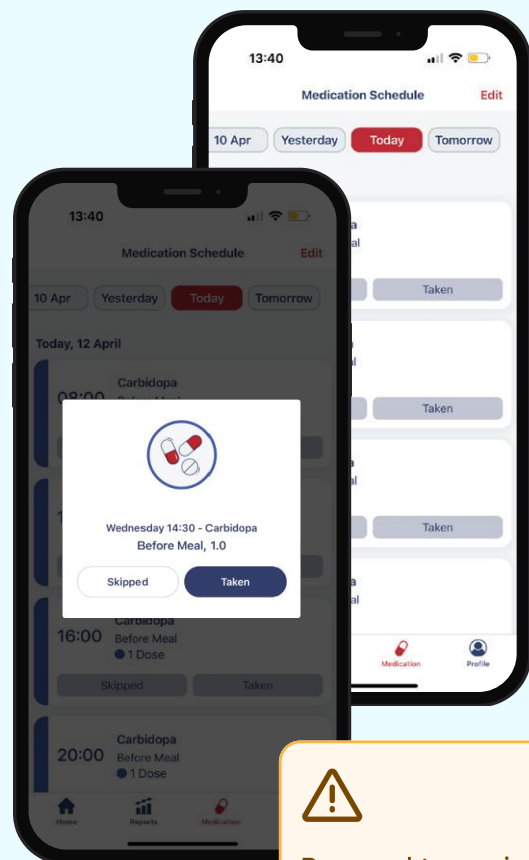 13:40
Medication Schedule Edit
10 Apr Yesterday Today Tomorrow
Taken
Taken
Taken
Medication Profile
13:40
Medication Schedule Edit
10 Apr Yesterday Today Tomorrow
Today, 12 April
Carbidopa
08:00
Wednesday 14:30 - Carbidopa
Before Meal, 1.0
Skipped Taken
Carbidopa
16:00 Before Meal
1 Dose
Skipped Taken
Carbidopa
20:00 Before Meal
1 Dose
Home Reports Medication